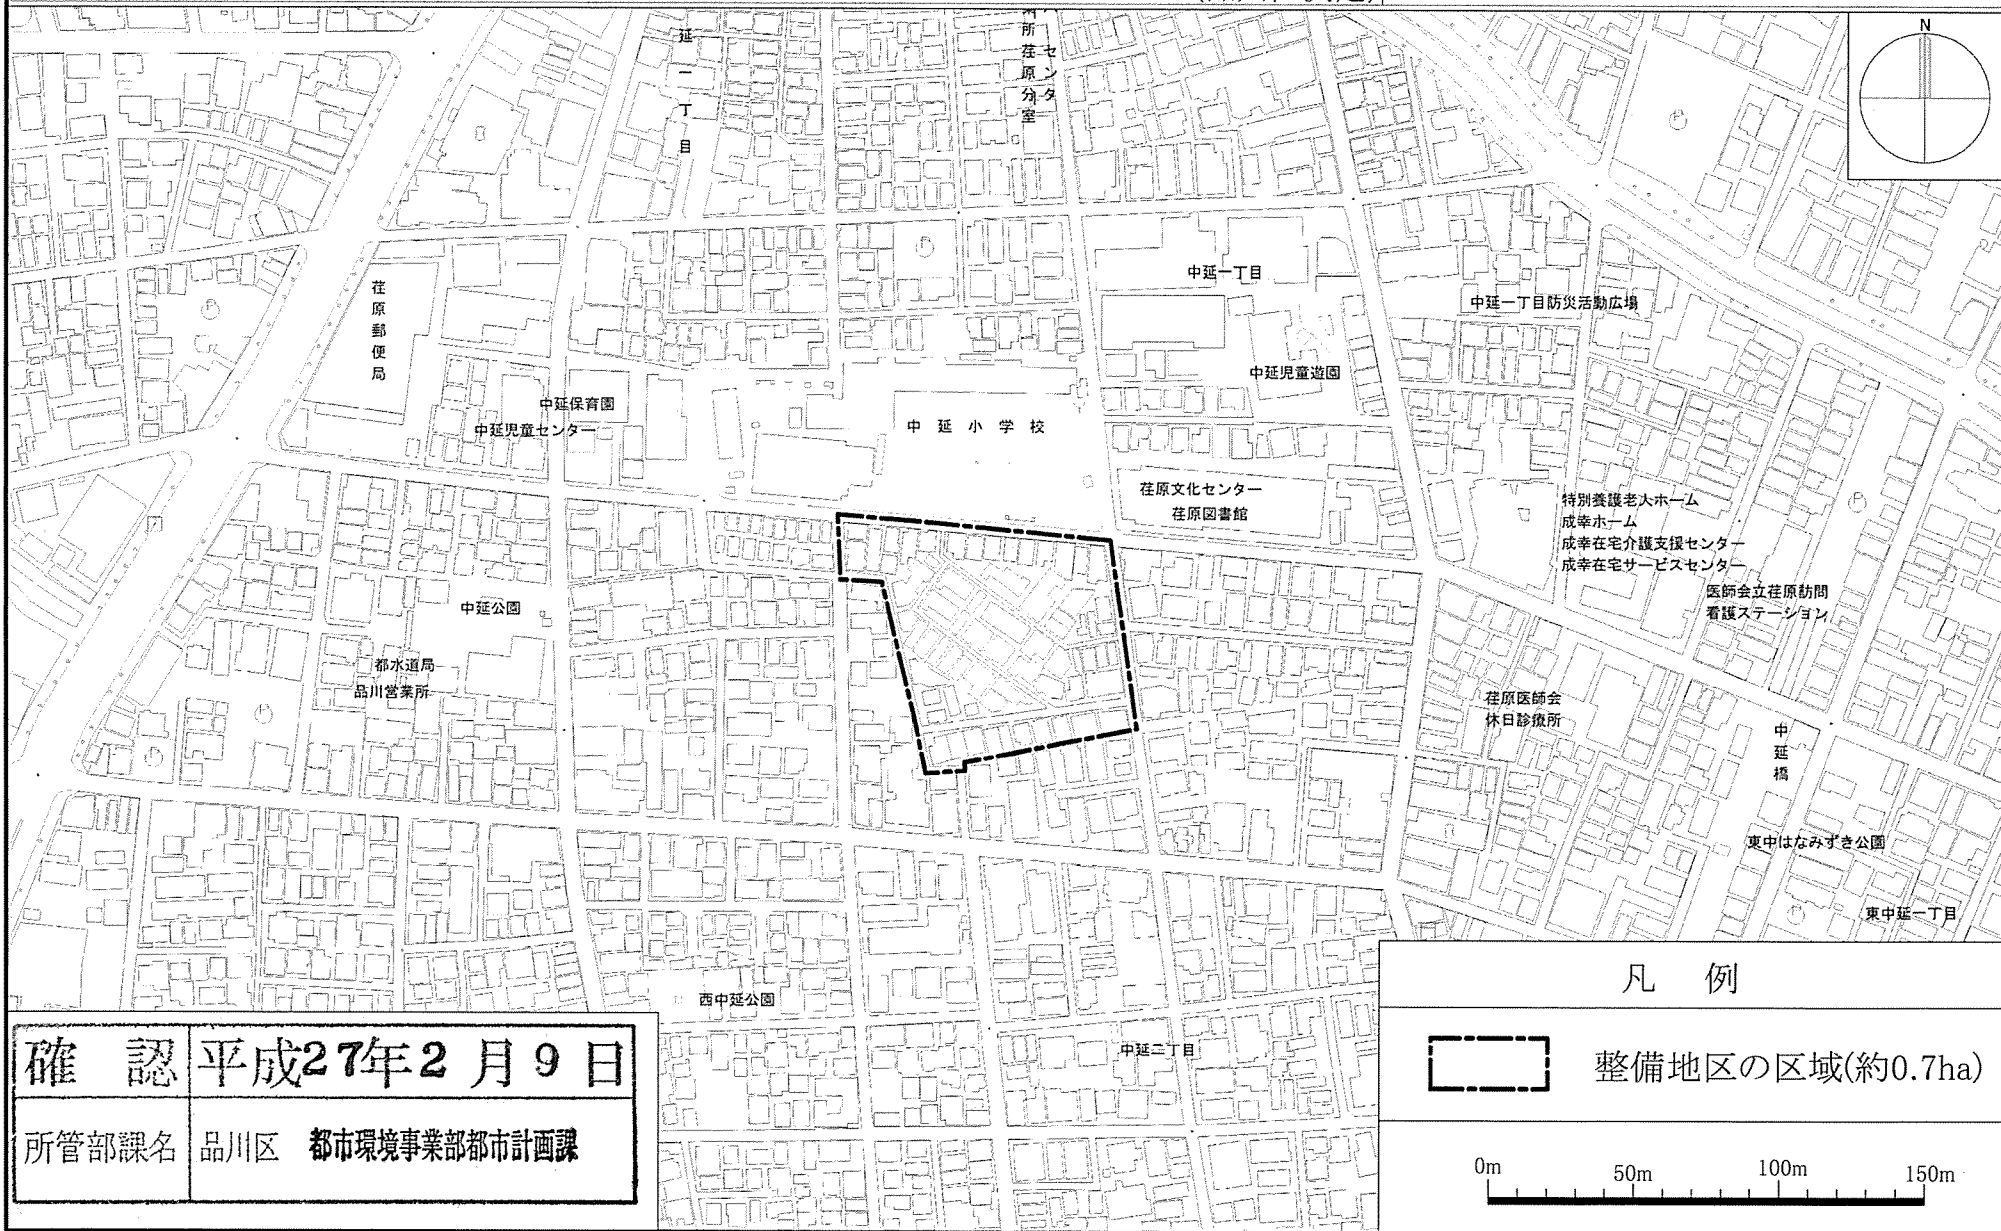 N
延一丁目
所荏原分室
センタ
中延一丁目
中延一丁目防災活動広場
荏原郵便局
中延児童遊園
中延保育園
中延児童センター
中延小学校
荏原文化センター
荏原図書館
特別養護老人ホーム
成幸ホーム
成幸在宅介護支援センター
成幸在宅サービスセンター
医師会立荏原訪問
看護ステーション
中延公園
都水道局
品川営業所
荏原医師会
休日診療所
中延橋
東中はなみずき公園
東中延一丁目
西中延公園
中延二丁目
凡 例
整備地区の区域(約0.7ha)
0m 50m 100m 150m
確 認 平成27年2月9日
所管部課名 品川区 都市環境事業部都市計画課